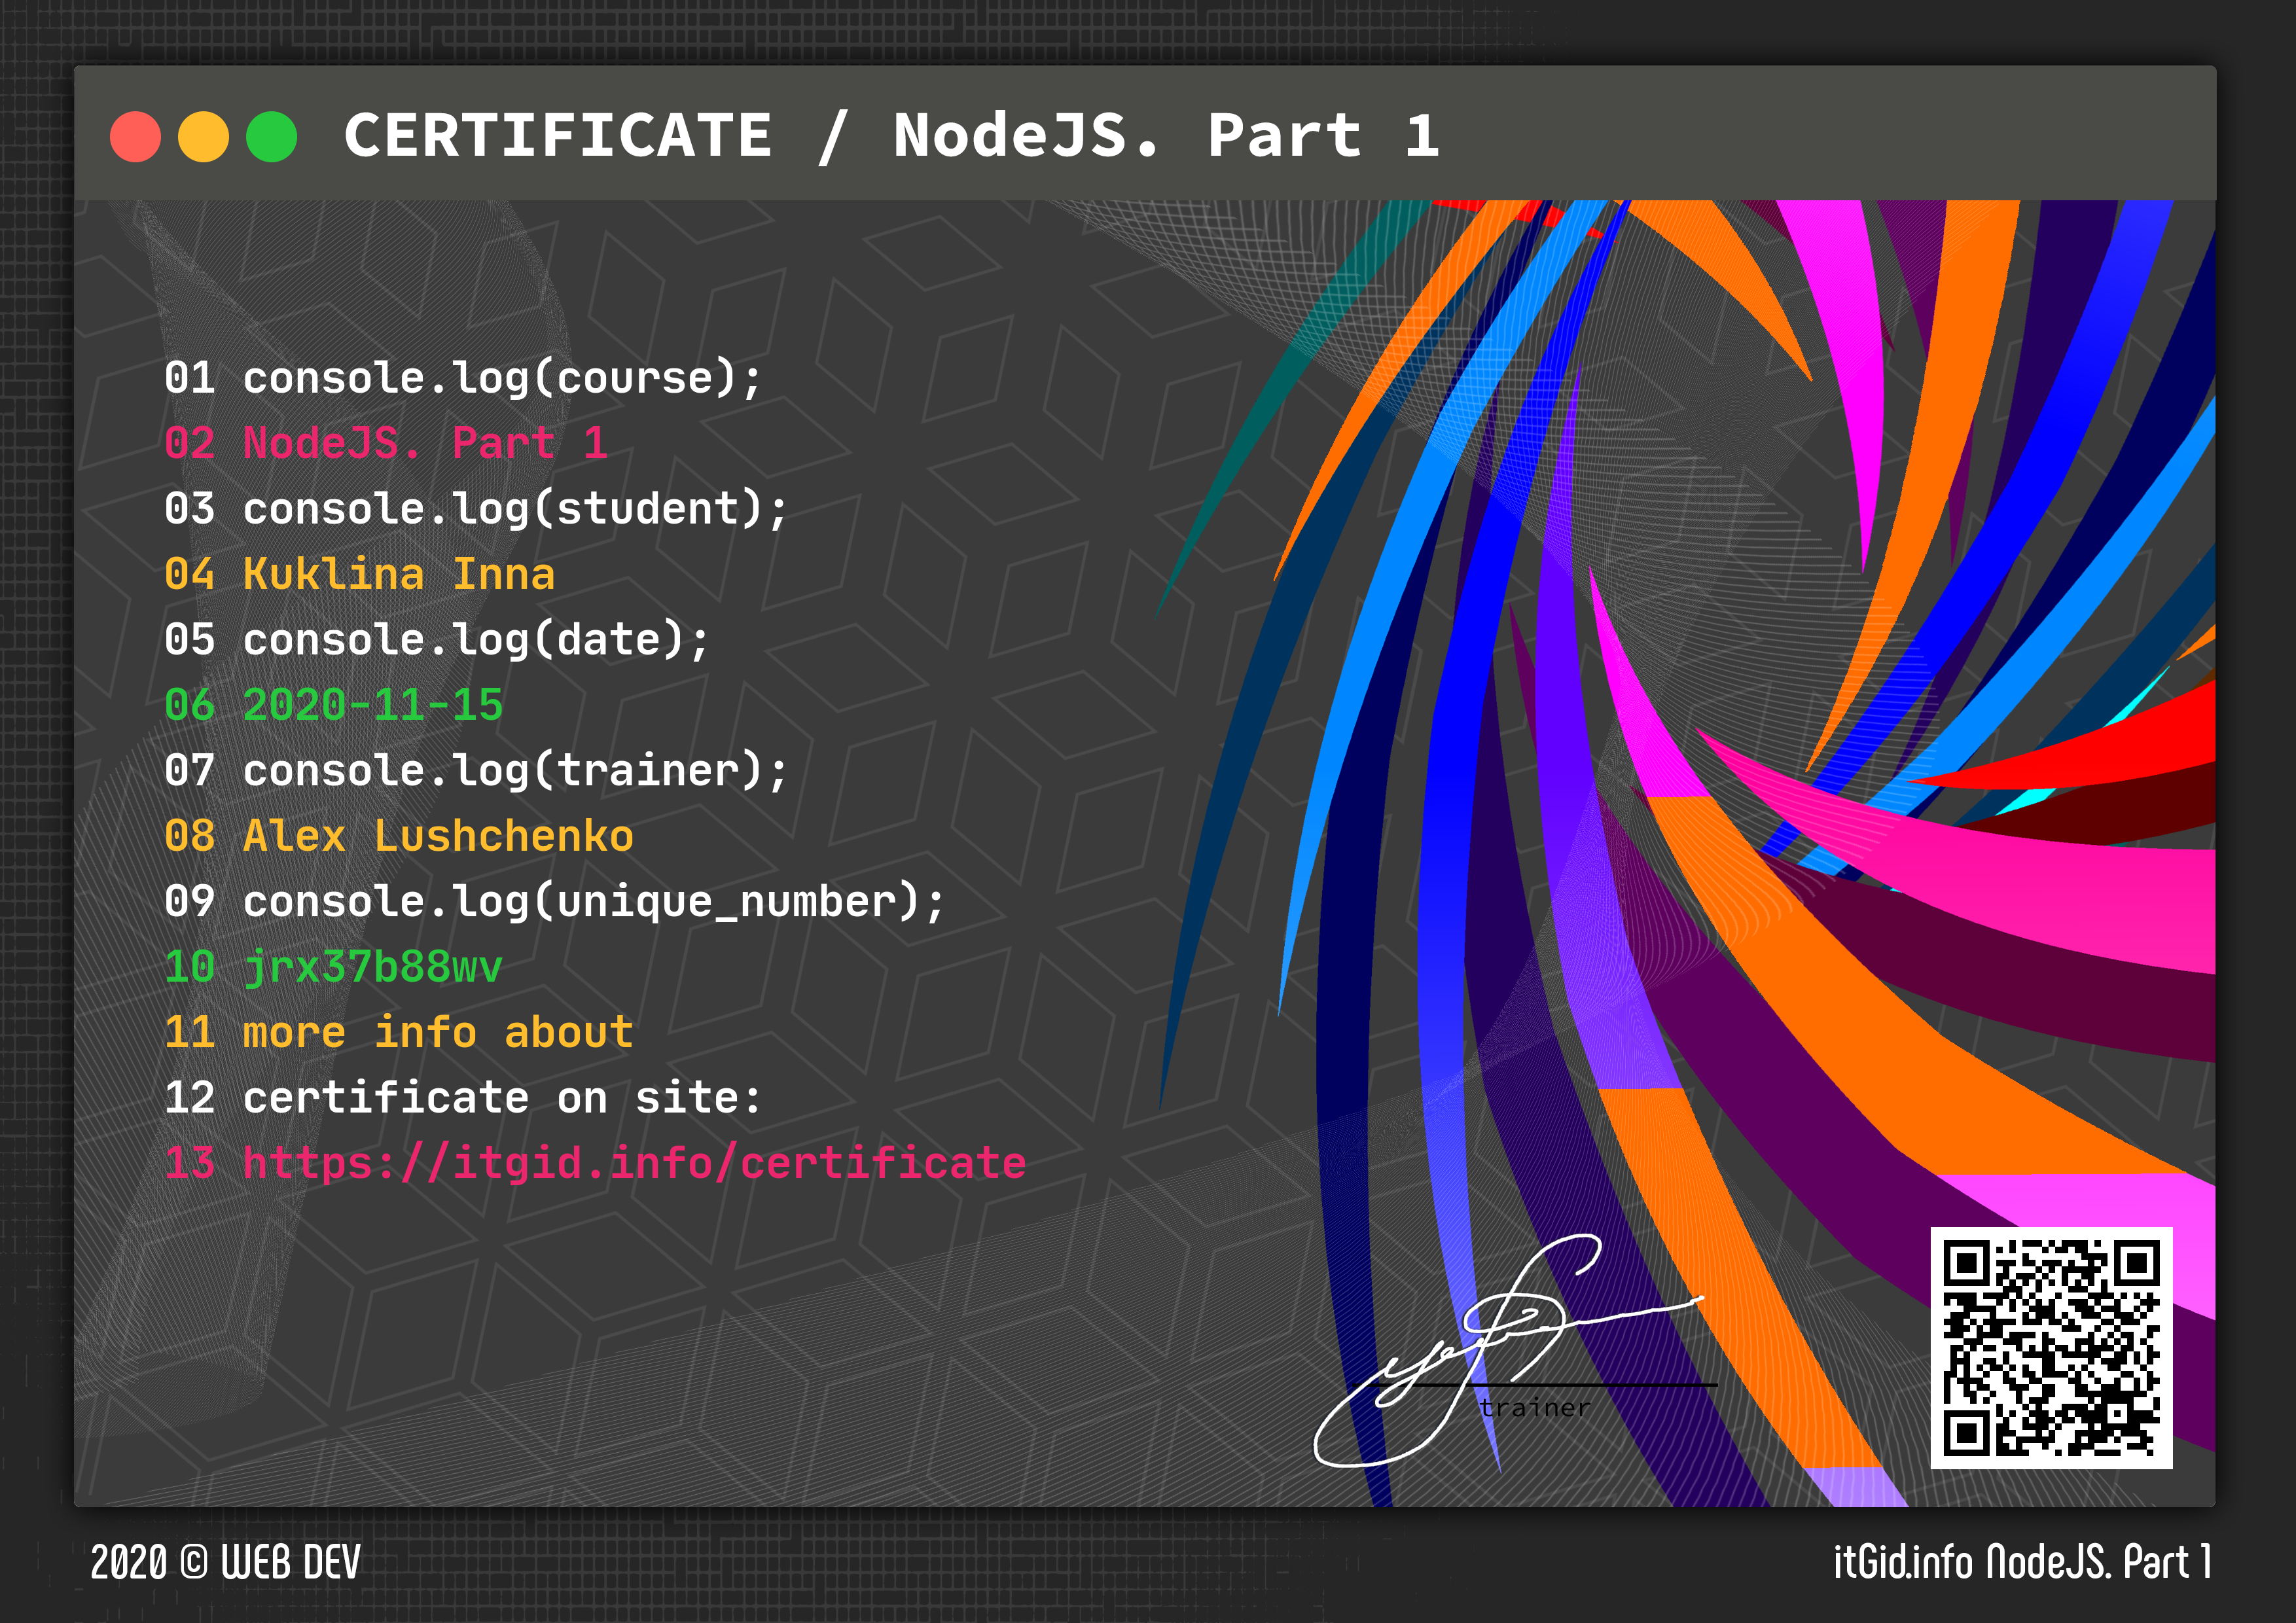 CERTIFICATE / NodeJS. Part 1
01 console.log(course);
02 NodeJS. Part 1
03 console.log(student);
04 Kuklina Inna
05 console.log(date);
06 2020-11-15
07 console.log(trainer);
08 Alex Lushchenko
09 console.log(unique_number);
10 jrx37b88wv
11 more info about
12 certificate on site:
13 https://itgid.info/certificate
trainer
2020 © WEB DEV
itGid.info NodeJS. Part 1